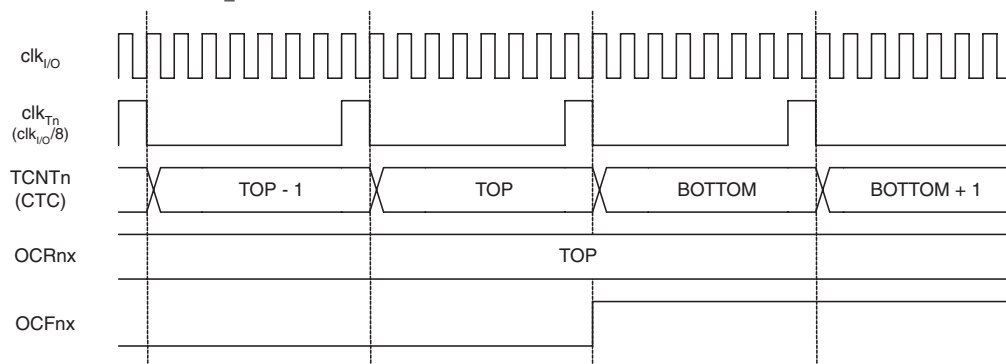 clkI/O
clkTn
(clkI/O/8)
TCNTn
(CTC)
TOP - 1
TOP
BOTTOM
BOTTOM + 1
OCRnx
TOP
OCFnx